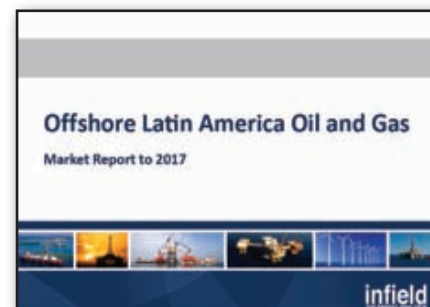 Offshore Latin America Oil and Gas
Market Report to 2017
infield